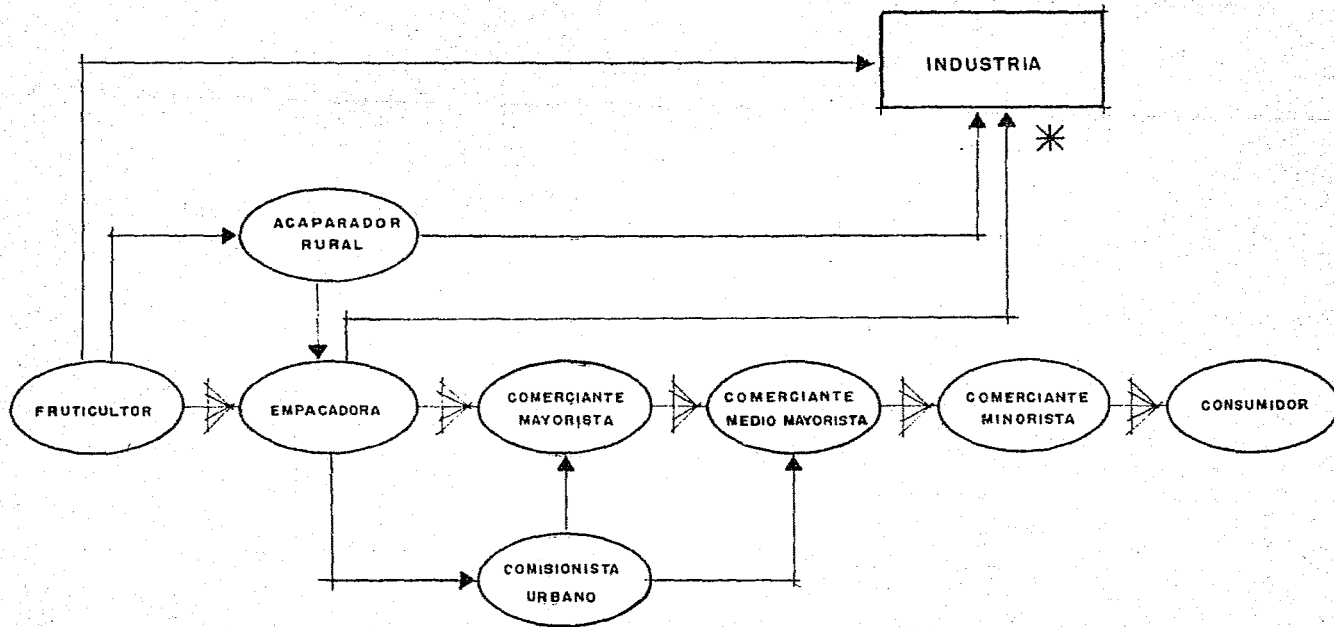 INDUSTRIA
ACAPARADOR
RURAL
FRUTICULTOR
EMPACADORA
COMERCIANTE
MAYORISTA
COMERCIANTE
MEDIO MAYORISTA
COMERCIANTE
MINORISTA
CONSUMIDOR
COMISIONISTA
URBANO